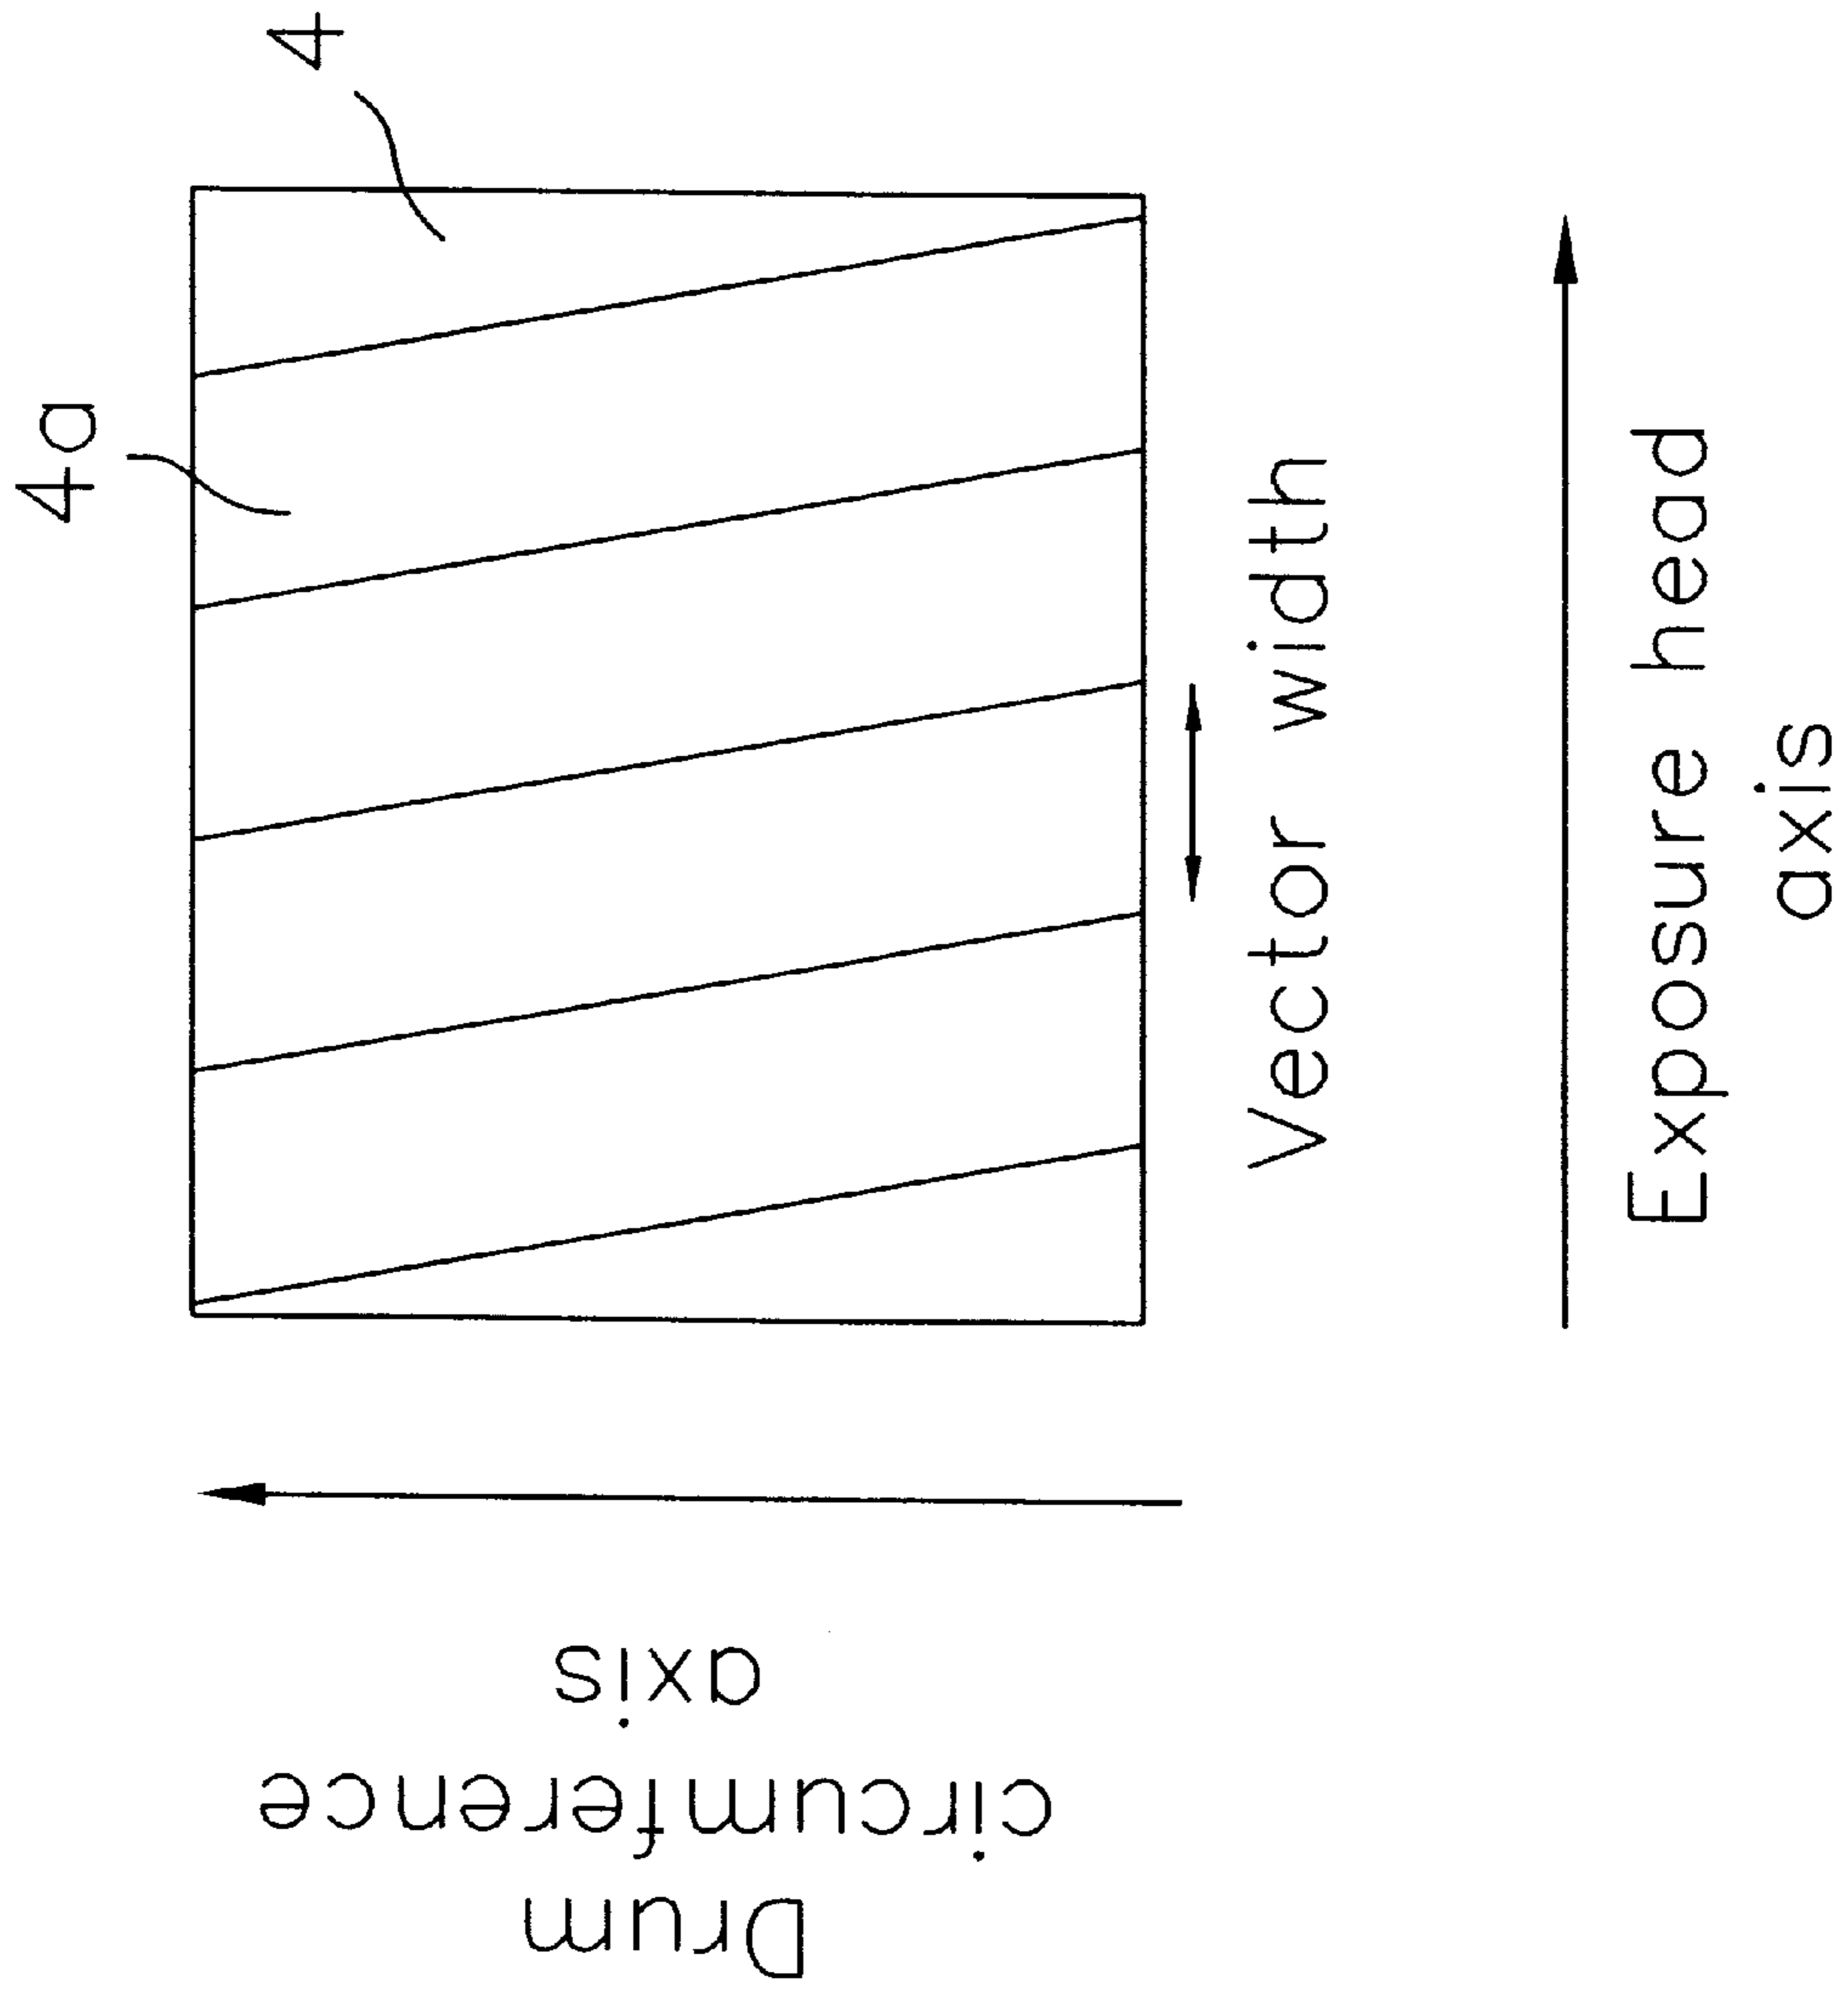 4
4a
Vector width
Exposure head
axis
Drum
circumference
axis